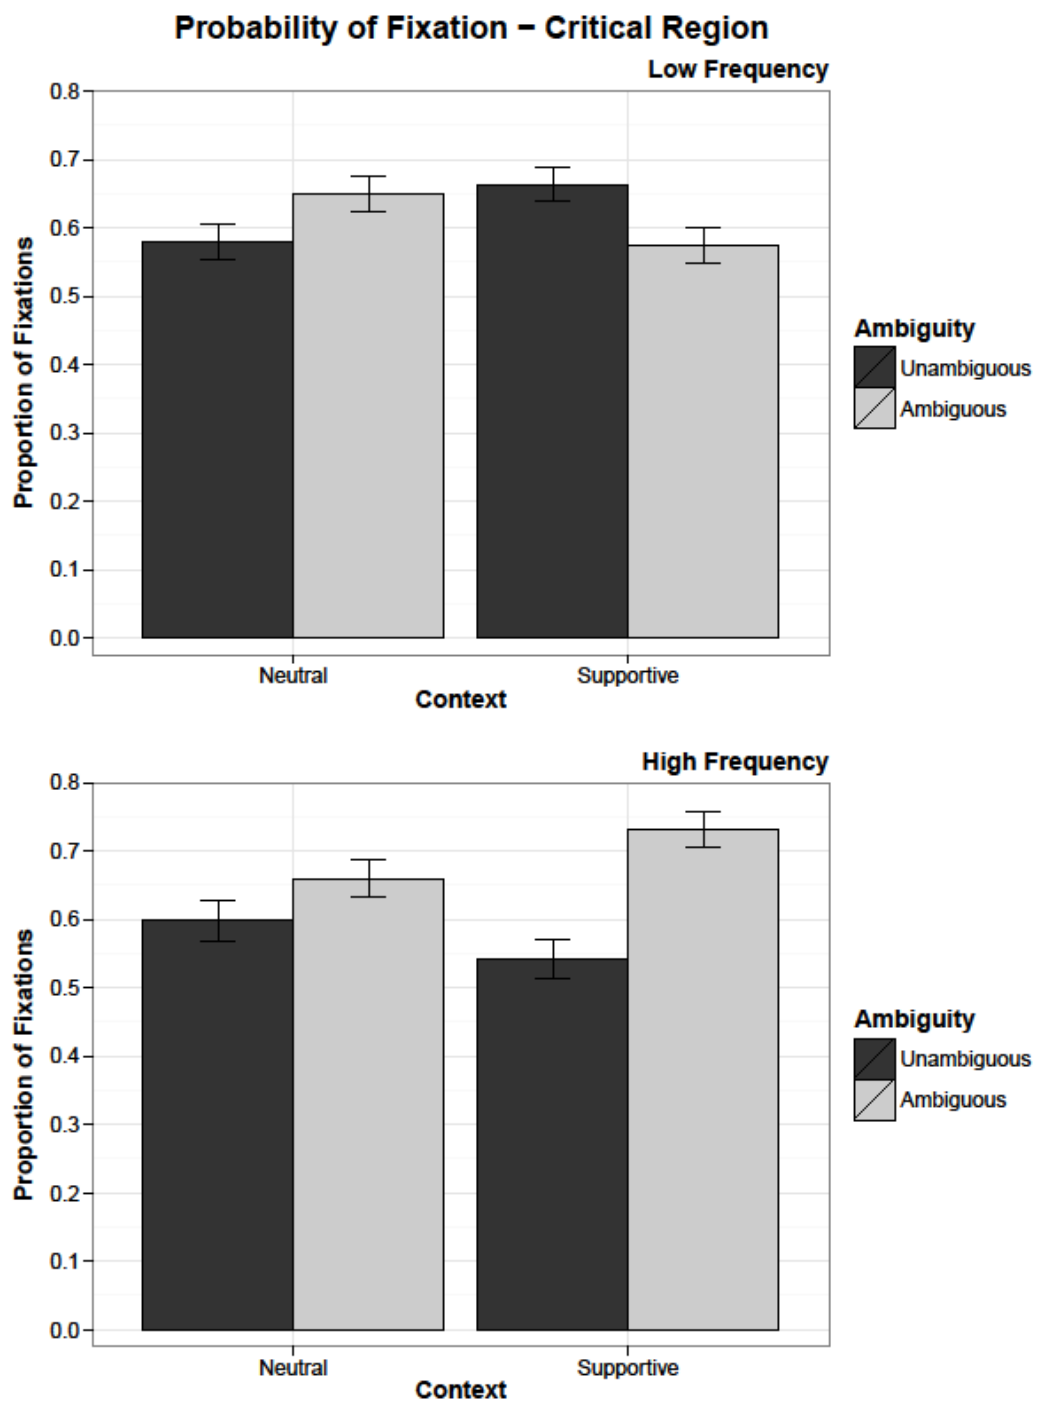 Probability of Fixation − Critical Region
Low Frequency
0.8
0.7
0.6
0.5
0.4
0.3
0.2
0.1
0.0
Proportion of Fixations
Neutral
Supportive
Context
Ambiguity
Unambiguous
Ambiguous
High Frequency
0.8
0.7
0.6
0.5
0.4
0.3
0.2
0.1
0.0
Proportion of Fixations
Neutral
Supportive
Context
Ambiguity
Unambiguous
Ambiguous